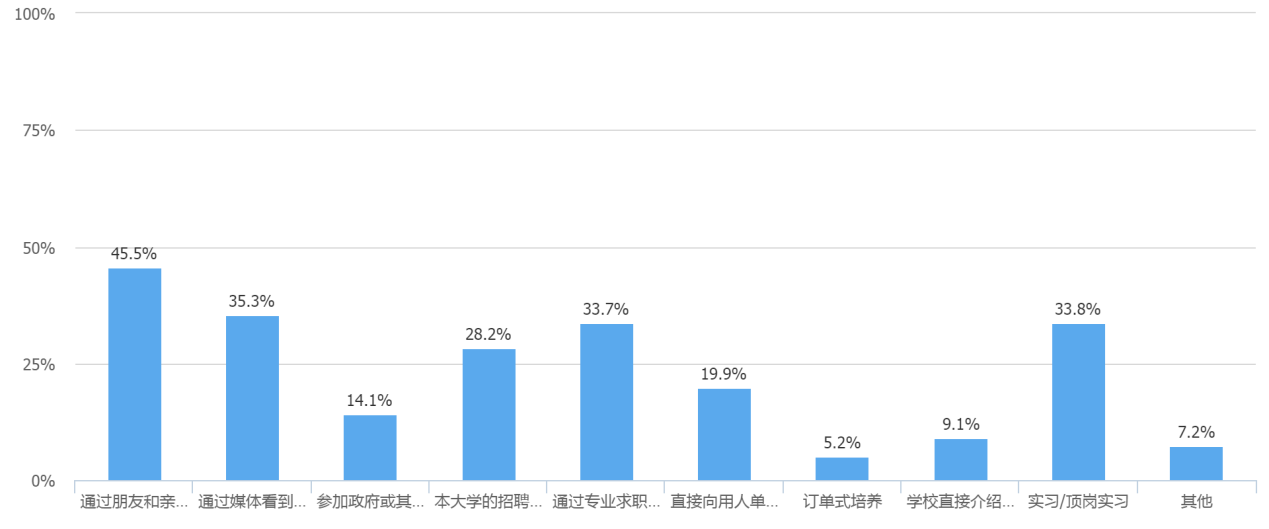 100%
75%
50%
25%
0%
45.5%
35.3%
14.1%
28.2%
33.7%
19.9%
5.2%
9.1%
33.8%
7.2%
通过朋友和亲...
通过媒体看到...
参加政府或其...
本大学的招聘...
通过专业求职...
直接向用人单...
订单式培养
学校直接介绍...
实习/顶岗实习
其他